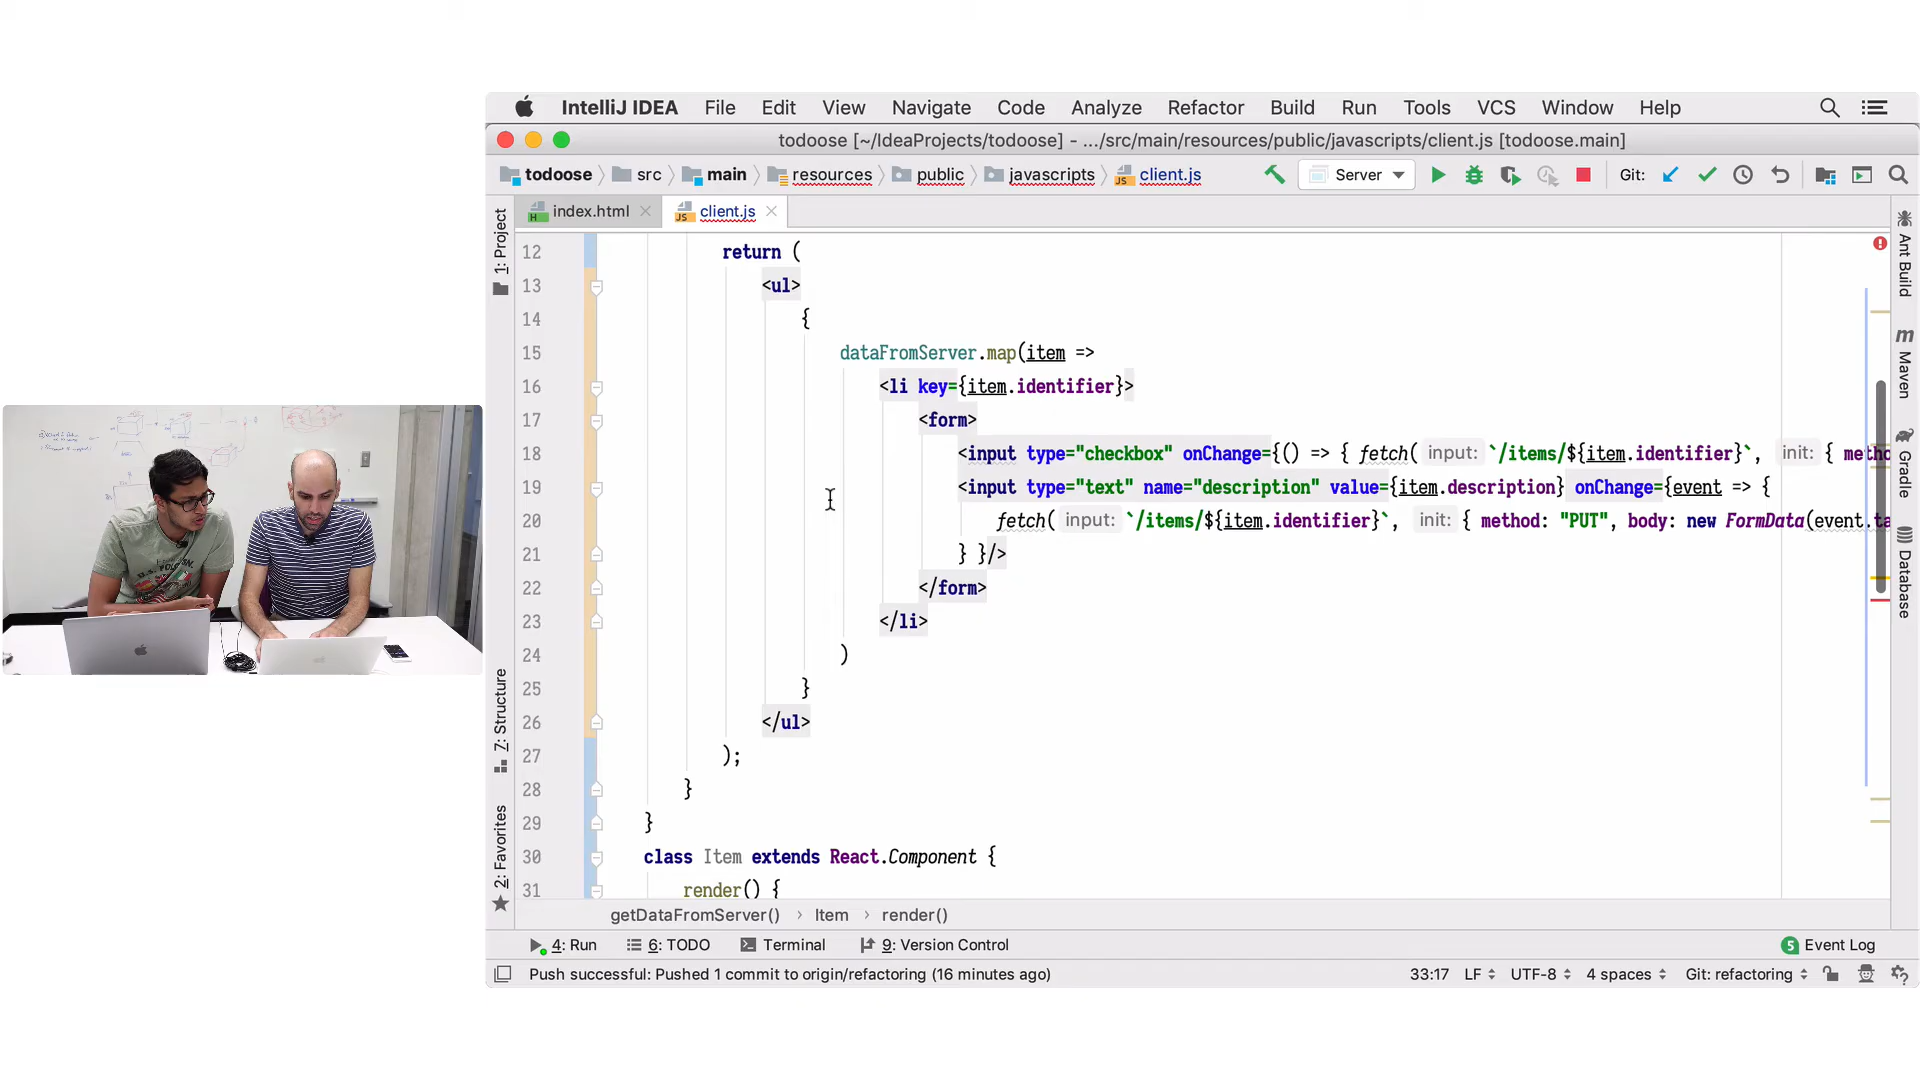 IntelliJ IDEA File Edit View Navigate Code Analyze Refactor Build Run Tools VCS Window Help
todoose [~/IdeaProjects/todoose] - .../src/main/resources/public/javascripts/client.js [todoose.main]
todoose src main resources public javascripts client.js Server Git:
index.html client.js
1: Project
7: Structure
2: Favorites
12 return (
13 <ul>
14 {
15 dataFromServer.map(item =>
16 <li key={item.identifier}>
17 <form>
18 <input type="checkbox" onChange={() => { fetch( input: `/items/${item.identifier}`, init: { metho
19 <input type="text" name="description" value={item.description} onChange={event => {
20 fetch( input: `/items/${item.identifier}`, init: { method: "PUT", body: new FormData(event.ta
21 } }/>
22 </form>
23 </li>
24 )
25 }
26 </ul>
27 );
28 }
29 }
30 class Item extends React.Component {
31 render() {
Ant Build
Maven
Gradle
Database
getDataFromServer() › Item › render()
4: Run 6: TODO Terminal 9: Version Control 5 Event Log
Push successful: Pushed 1 commit to origin/refactoring (16 minutes ago) 33:17 LF UTF-8 4 spaces Git: refactoring